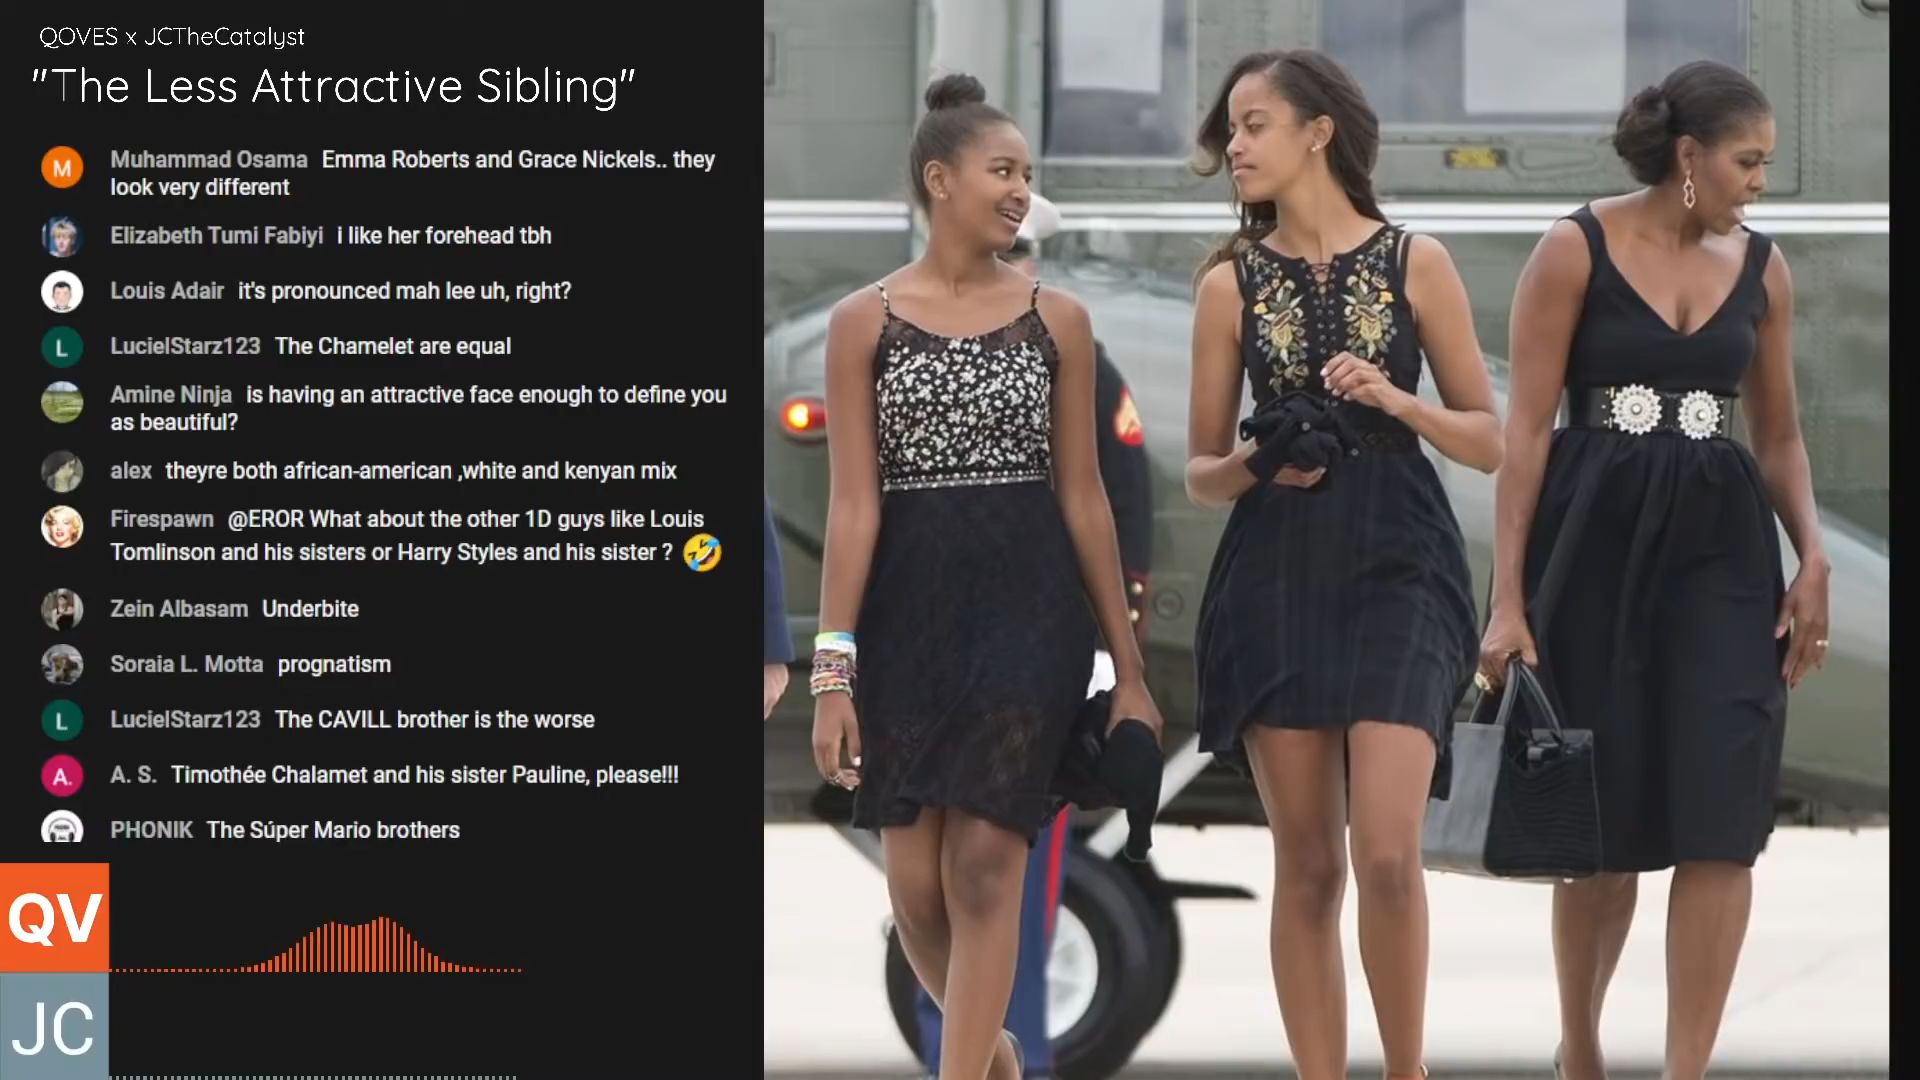 QOVES x JCTheCatalyst
"The Less Attractive Sibling"
M Muhammad Osama Emma Roberts and Grace Nickels.. they
look very different
Elizabeth Tumi Fabiyi i like her forehead tbh
Louis Adair it's pronounced mah lee uh, right?
L LucielStarz123 The Chamelet are equal
Amine Ninja is having an attractive face enough to define you
as beautiful?
alex theyre both african-american ,white and kenyan mix
Firespawn @EROR What about the other 1D guys like Louis
Tomlinson and his sisters or Harry Styles and his sister ? 🤣
Zein Albasam Underbite
Soraia L. Motta prognatism
L LucielStarz123 The CAVILL brother is the worse
A. A. S. Timothée Chalamet and his sister Pauline, please!!!
PHONIK The Súper Mario brothers
QV
JC